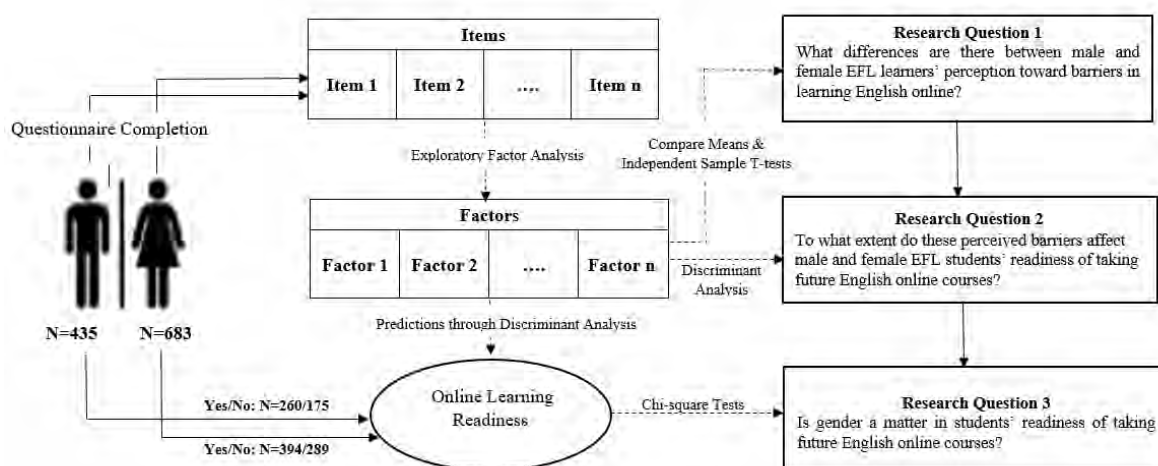 Items
Item 1 Item 2 .... Item n
Questionnaire Completion
Exploratory Factor Analysis
Compare Means &
Independent Sample T-tests
Factors
Factor 1 Factor 2 .... Factor n
Discriminant
Analysis
N=435 N=683
Predictions through Discriminant Analysis
Yes/No: N=260/175
Yes/No: N=394/289
Online Learning
Readiness
Chi-square Tests
Research Question 1
What differences are there between male and
female EFL learners' perception toward barriers in
learning English online?
Research Question 2
To what extent do these perceived barriers affect
male and female EFL students' readiness of taking
future English online courses?
Research Question 3
Is gender a matter in students' readiness of taking
future English online courses?